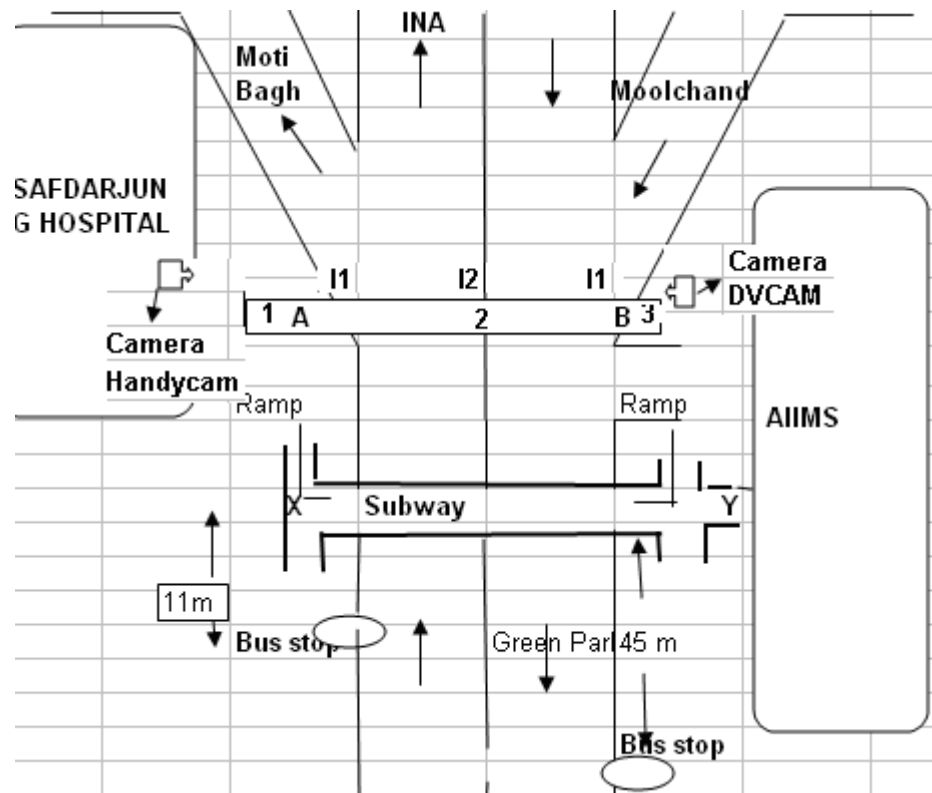 INA
Moti
Bagh
Moolchand
SAFDARJUN
G HOSPITAL
I1
I2
I1
Camera
DVCAM
1
A
2
B
3
Camera
Handycam
Ramp
Ramp
AIIMS
X
Subway
Y
11m
Bus stop
Green Parl
45 m
Bus stop